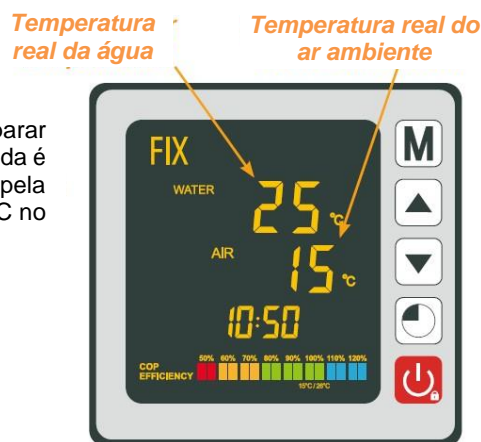 Temperatura
real da água
Temperatura real do
ar ambiente
parar
da é
pela
C no
FIX
WATER
25 °C
AIR
15 °C
10:50
50% 60% 70% 80% 90% 100% 110% 120%
COP
EFFICIENCY
15°C / 26°C
M